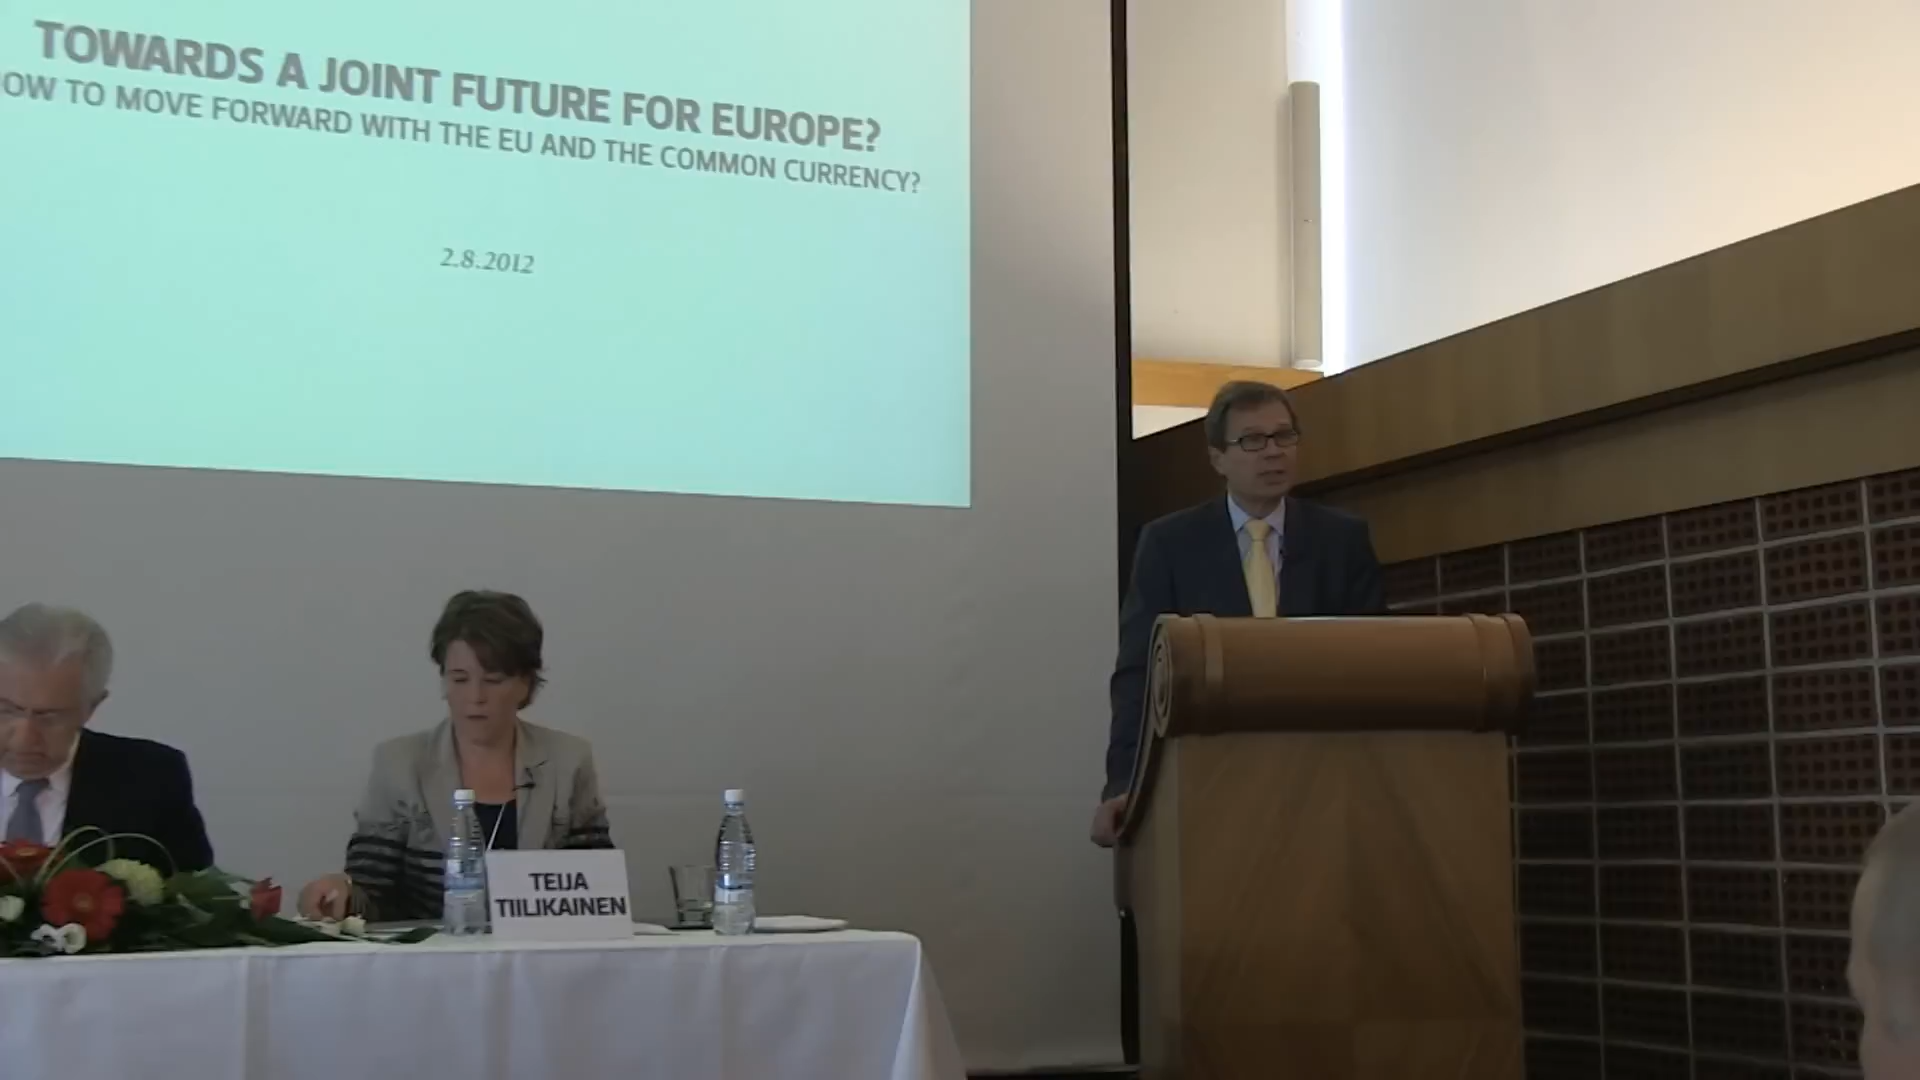 TOWARDS A JOINT FUTURE FOR EUROPE?
OW TO MOVE FORWARD WITH THE EU AND THE COMMON CURRENCY?
2.8.2012
TEIJA
TIILIKAINEN